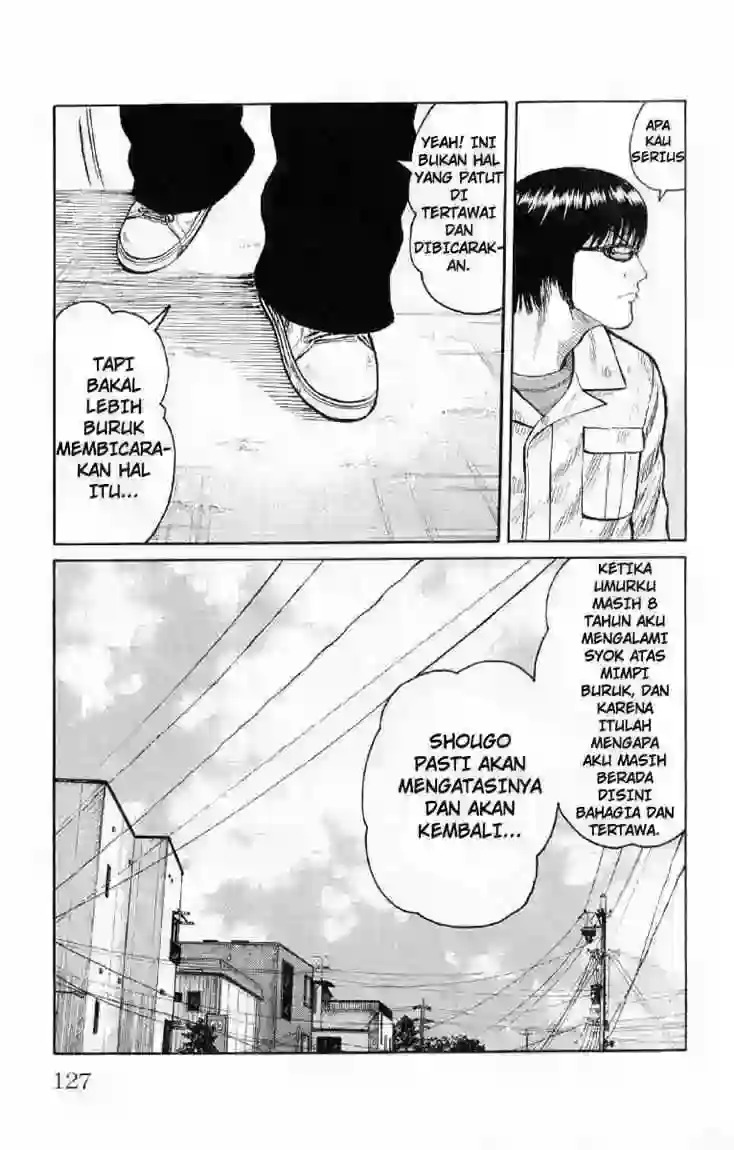 APA
KAU
SERIUS
YEAH! INI
BUKAN HAL
YANG PATUT
DI
TERTAWAI
DAN
DIBICARAK-
AN.
TAPI
BAKAL
LEBIH
BURUK
MEMBICARA-
KAN HAL
ITU...
KETIKA
UMURKU
MASIH 8
TAHUN AKU
MENGALAMI
SYOK ATAS
MIMPI
BURUK, DAN
KARENA
ITULAH
MENGAPA
AKU MASIH
BERADA
DISINI
BAHAGIA DAN
TERTAWA.
SHOUGO
PASTI AKAN
MENGATASINYA
DAN AKAN
KEMBALI...
127